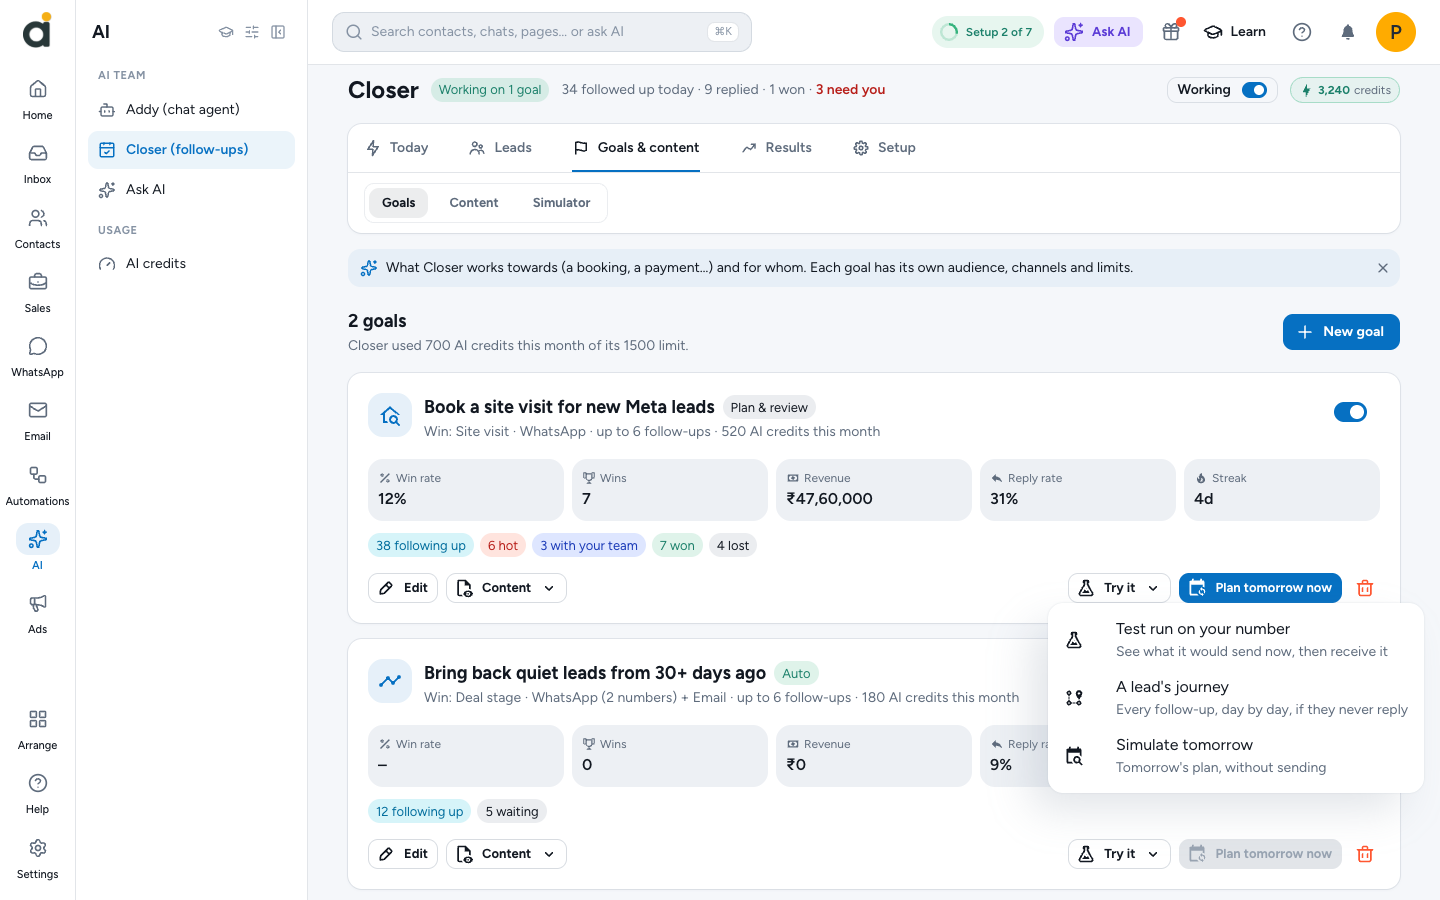 AI
Search contacts, chats, pages... or ask AI
⌘K
Setup 2 of 7
Ask AI
Learn
P
Home
Inbox
Contacts
Sales
WhatsApp
Email
Automations
AI
Ads
Arrange
Help
Settings
AI TEAM
Addy (chat agent)
Closer (follow-ups)
Ask AI
USAGE
AI credits
Closer
Working on 1 goal
34 followed up today · 9 replied · 1 won · 3 need you
Working
3,240 credits
Today
Leads
Goals & content
Results
Setup
Goals
Content
Simulator
What Closer works towards (a booking, a payment...) and for whom. Each goal has its own audience, channels and limits.
2 goals
Closer used 700 AI credits this month of its 1500 limit.
New goal
Book a site visit for new Meta leads
Plan & review
Win: Site visit · WhatsApp · up to 6 follow-ups · 520 AI credits this month
Win rate
12%
Wins
7
Revenue
₹47,60,000
Reply rate
31%
Streak
4d
38 following up
6 hot
3 with your team
7 won
4 lost
Edit
Content
Try it
Plan tomorrow now
Test run on your number
See what it would send now, then receive it
A lead's journey
Every follow-up, day by day, if they never reply
Simulate tomorrow
Tomorrow's plan, without sending
Bring back quiet leads from 30+ days ago
Auto
Win: Deal stage · WhatsApp (2 numbers) + Email · up to 6 follow-ups · 180 AI credits this month
Win rate
–
Wins
0
Revenue
₹0
Reply ra
9%
12 following up
5 waiting
Edit
Content
Try it
Plan tomorrow now